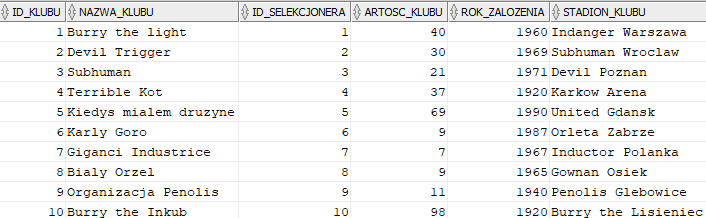 ID_KLUBU NAZWA_KLUBU ID_SELEKCJONERA ARTOSC_KLUBU ROK_ZALOZENIA STADION_KLUBU
1 Burry the light 1 40 1960 Indanger Warszawa
2 Devil Trigger 2 30 1969 Subhuman Wroclaw
3 Subhuman 3 21 1971 Devil Poznan
4 Terrible Kot 4 37 1920 Karkow Arena
5 Kiedys mialem druzyne 5 69 1990 United Gdansk
6 Karly Goro 6 9 1987 Orleta Zabrze
7 Giganci Industrice 7 7 1967 Inductor Polanka
8 Bialy Orzel 8 9 1965 Gownan Osiek
9 Organizacja Penolis 9 11 1940 Penolis Glebowice
10 Burry the Inkub 10 98 1920 Burry the Lisieniec